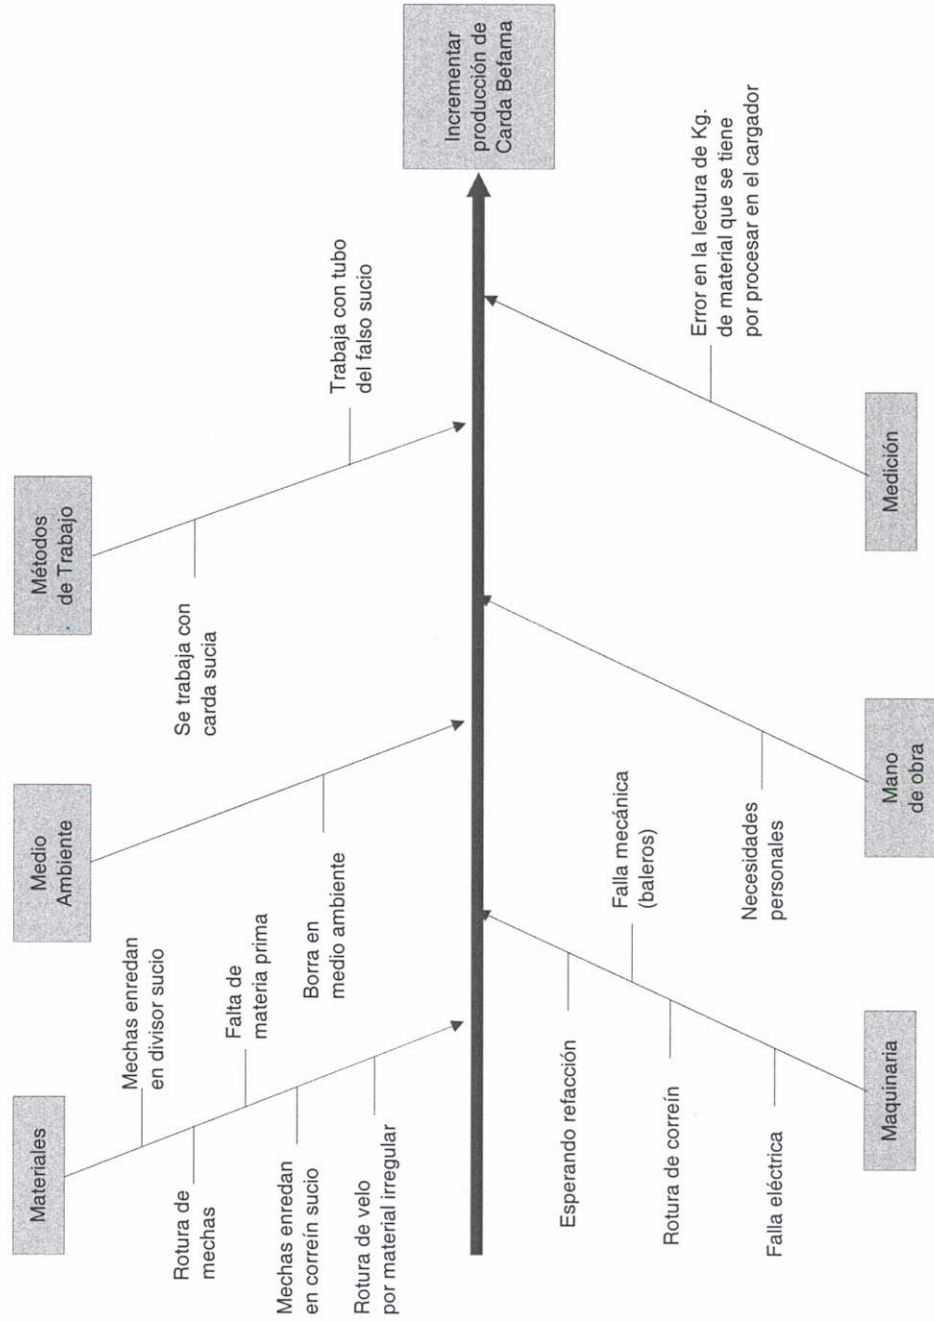 Materiales
Medio
Ambiente
Métodos
de Trabajo
Mechas enredan
en divisor sucio
Rotura de
mechas
Falta de
materia prima
Mechas enredan
en correín sucio
Rotura de velo
por material irregular
Borra en
medio ambiente
Se trabaja con
carda sucia
Trabaja con tubo
del falso sucio
Incrementar
producción de
Carda Befama
Esperando refacción
Falla mecánica
(baleros)
Rotura de correín
Falla eléctrica
Necesidades
personales
Error en la lectura de Kg.
de material que se tiene
por procesar en el cargador
Maquinaria
Mano
de obra
Medición